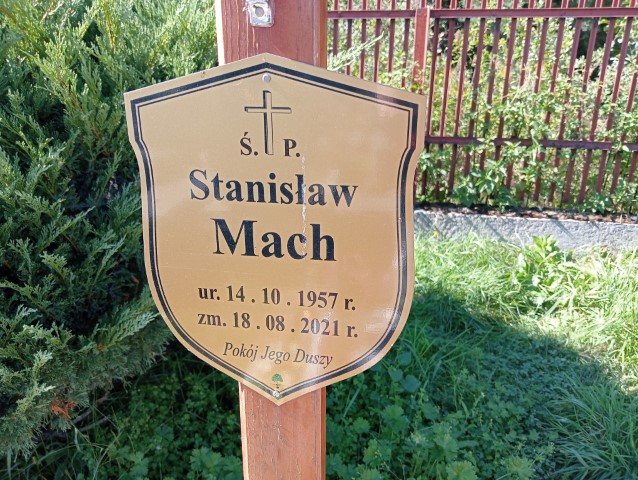 Ś. P.
Stanisław
Mach
ur. 14 . 10 . 1957 r.
zm. 18 . 08 . 2021 r.
Pokój Jego Duszy